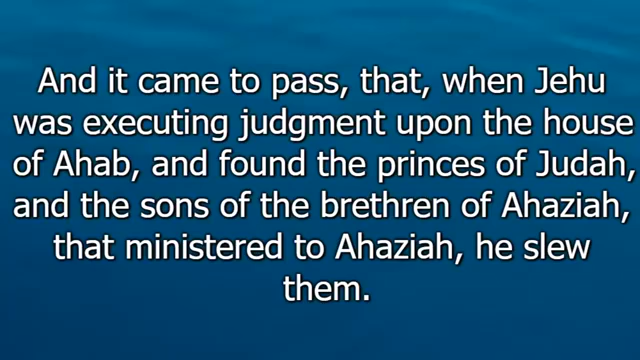 And it came to pass, that, when Jehu
was executing judgment upon the house
of Ahab, and found the princes of Judah,
and the sons of the brethren of Ahaziah,
that ministered to Ahaziah, he slew
them.